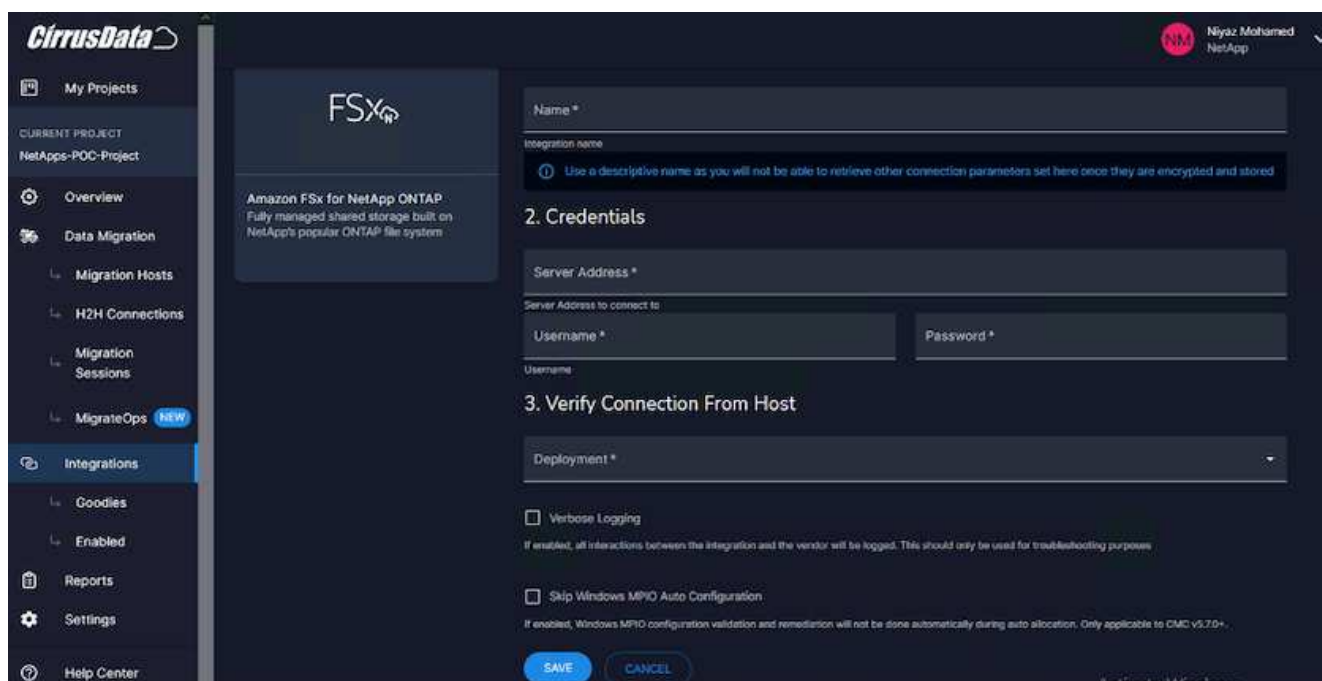 CirrusData
NM
Niyaz Mohamed
NetApp
My Projects
CURRENT PROJECT
NetApps-POC-Project
Overview
Data Migration
Migration Hosts
H2H Connections
Migration
Sessions
MigrateOps NEW
Integrations
Goodies
Enabled
Reports
Settings
Help Center
FSxN
Amazon FSx for NetApp ONTAP
Fully managed shared storage built on
NetApp's popular ONTAP file system
Name *
Integration name
Use a descriptive name as you will not be able to retrieve other connection parameters set here once they are encrypted and stored
2. Credentials
Server Address *
Server Address to connect to
Username * Password *
Username
3. Verify Connection From Host
Deployment *
Verbose Logging
If enabled, all interactions between the integration and the vendor will be logged. This should only be used for troubleshooting purposes
Skip Windows MPIO Auto Configuration
If enabled, Windows MPIO configuration validation and remediation will not be done automatically during auto allocation. Only applicable to CMC v5.7.0+.
SAVE CANCEL